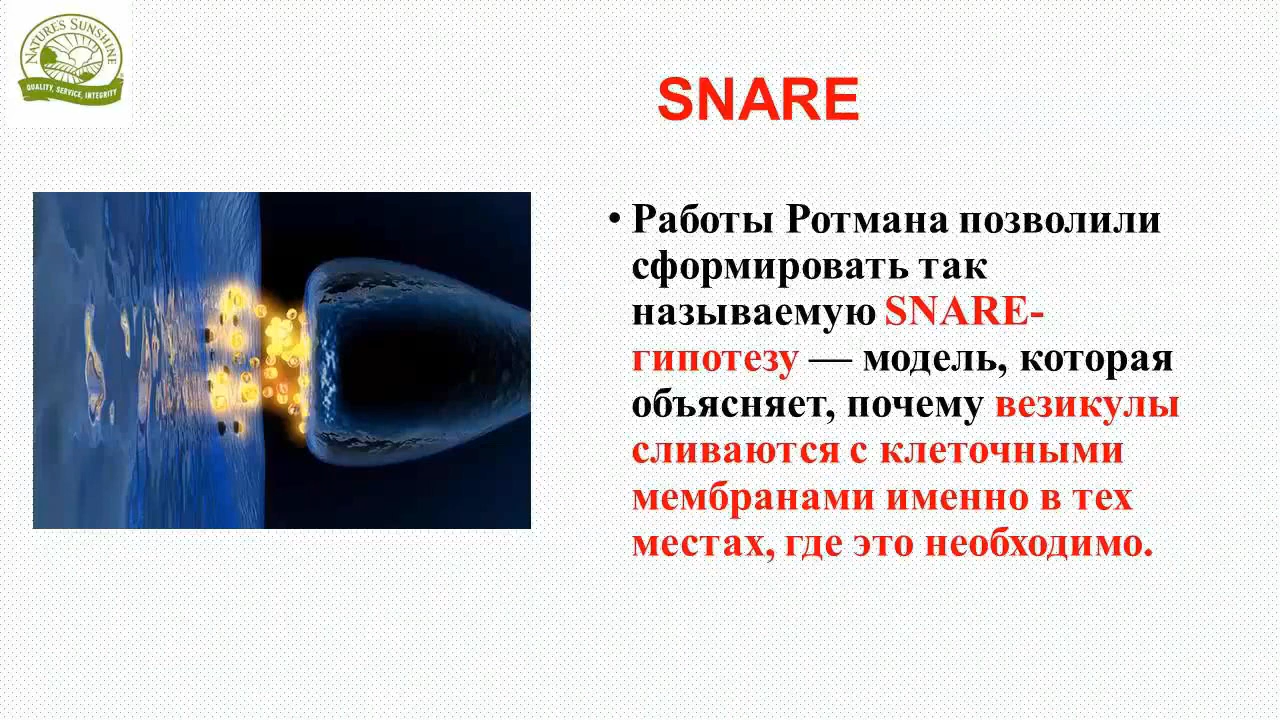 NATURE'S SUNSHINE
QUALITY, SERVICE, INTEGRITY
SNARE
• Работы Ротмана позволили
сформировать так
называемую SNARE-
гипотезу — модель, которая
объясняет, почему везикулы
сливаются с клеточными
мембранами именно в тех
местах, где это необходимо.